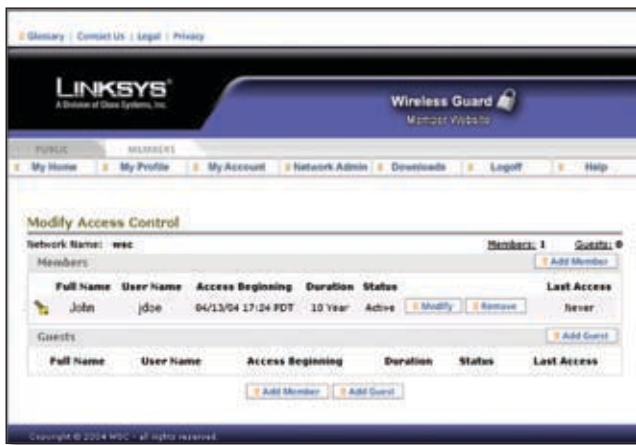 Glossary | Contact Us | Legal | Privacy
LINKSYS®
A Division of Cisco Systems, Inc.
Wireless Guard
Member Website
PUBLIC MEMBERS
My Home My Profile My Account Network Admin Downloads Logoff Help
Modify Access Control
Network Name: wsc Members: 1 Guests: 0
Members Add Member
Full Name User Name Access Beginning Duration Status Last Access
John jdoe 04/13/04 17:24 PDT 10 Year Active Modify Remove Never
Guests Add Guest
Full Name User Name Access Beginning Duration Status Last Access
Add Member Add Guest
Copyright © 2004 WSC - all rights reserved.